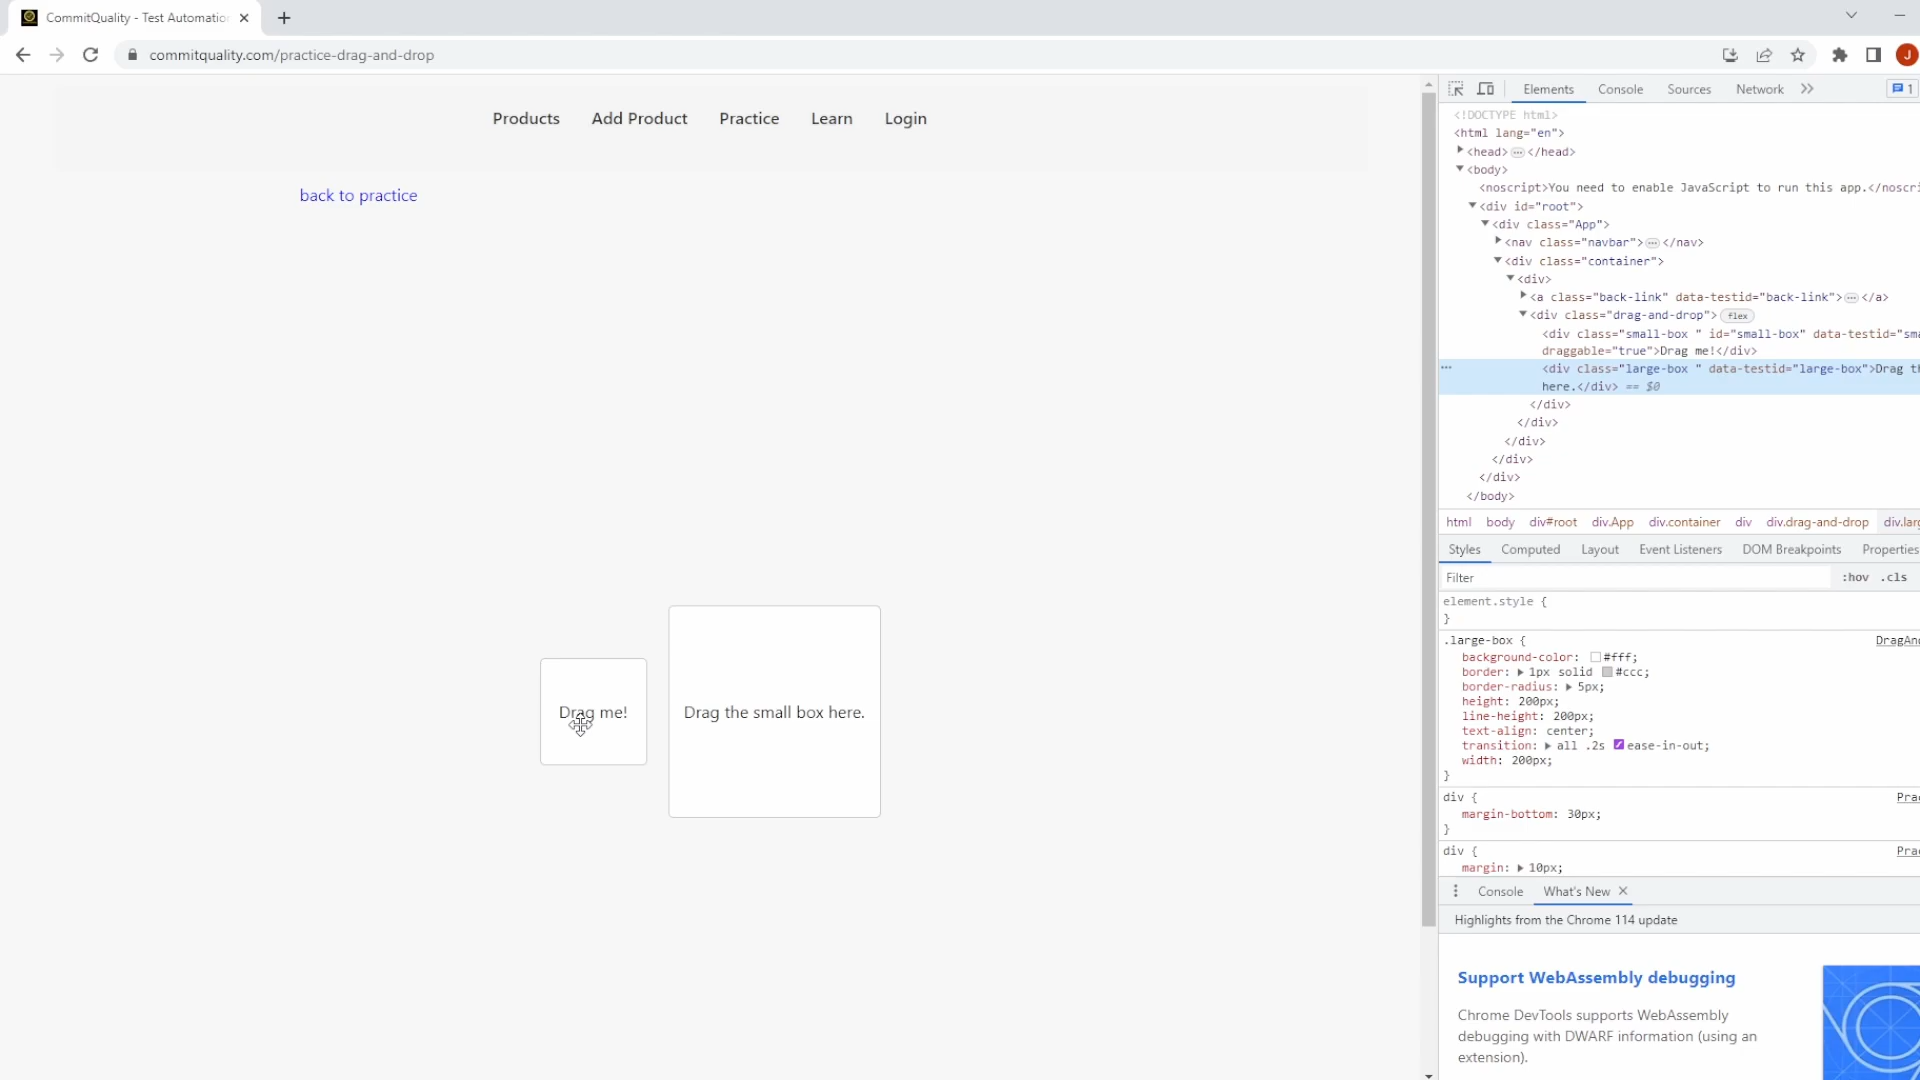 CommitQuality - Test Automatio
commitquality.com/practice-drag-and-drop
Products Add Product Practice Learn Login
back to practice
Drag me!
Drag the small box here.
Elements Console Sources Network 1
<!DOCTYPE html>
<html lang="en">
<head> </head>
<body>
<noscript>You need to enable JavaScript to run this app.</noscri
<div id="root">
<div class="App">
<nav class="navbar"> </nav>
<div class="container">
<div>
<a class="back-link" data-testid="back-link"> </a>
<div class="drag-and-drop"> flex
<div class="small-box " id="small-box" data-testid="sma
draggable="true">Drag me!</div>
<div class="large-box " data-testid="large-box">Drag th
here.</div> == $0
</div>
</div>
</div>
</div>
</div>
</body>
html body div#root div.App div.container div div.drag-and-drop div.larg
Styles Computed Layout Event Listeners DOM Breakpoints Properties
Filter :hov .cls
element.style {
}
.large-box { DragAnd
background-color: #fff;
border: 1px solid #ccc;
border-radius: 5px;
height: 200px;
line-height: 200px;
text-align: center;
transition: all .2s ease-in-out;
width: 200px;
}
div { Prac
margin-bottom: 30px;
}
div { Prac
margin: 10px;
Console What's New
Highlights from the Chrome 114 update
Support WebAssembly debugging
Chrome DevTools supports WebAssembly
debugging with DWARF information (using an
extension).
J